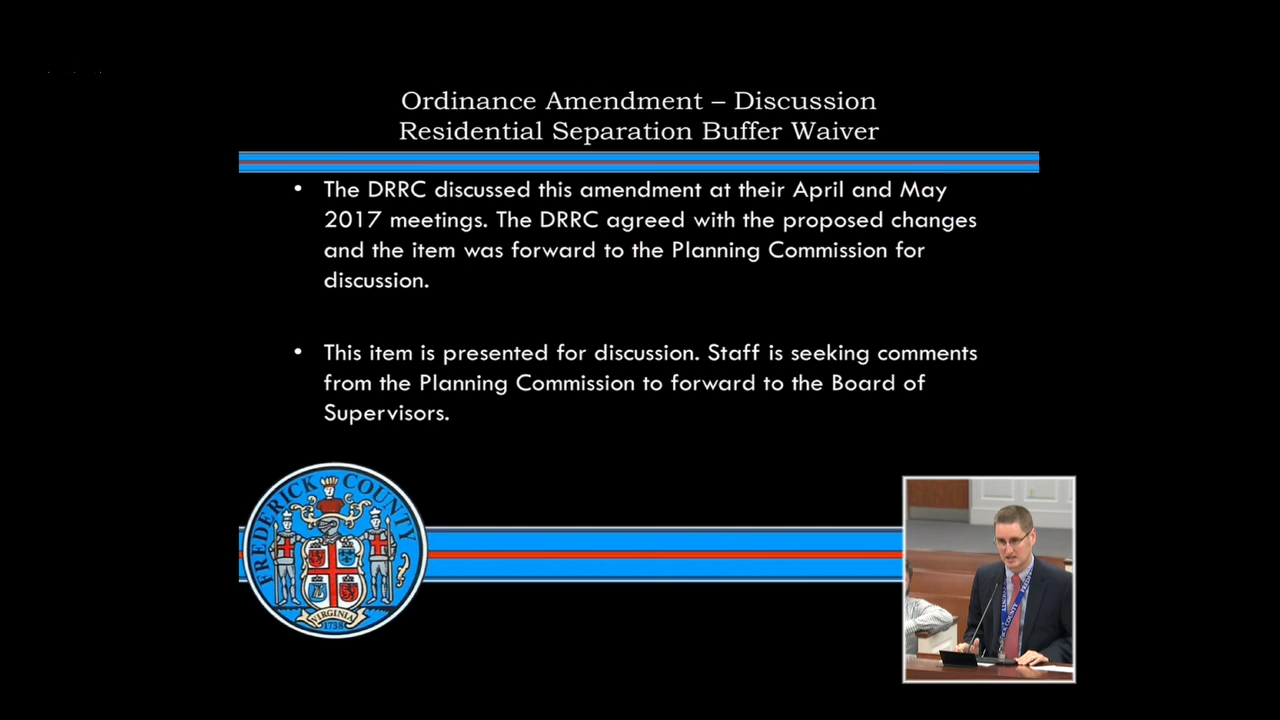 Ordinance Amendment – Discussion
Residential Separation Buffer Waiver
• The DRRC discussed this amendment at their April and May
2017 meetings. The DRRC agreed with the proposed changes
and the item was forward to the Planning Commission for
discussion.
• This item is presented for discussion. Staff is seeking comments
from the Planning Commission to forward to the Board of
Supervisors.
FREDERICK COUNTY
VIRGINIA
1738